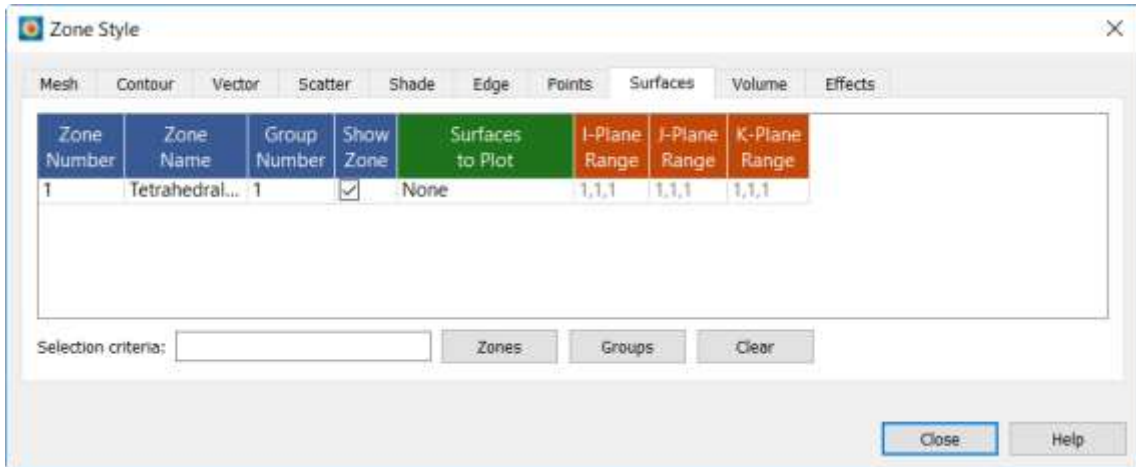 Zone Style
Mesh Contour Vector Scatter Shade Edge Points Surfaces Volume Effects
Zone Number Zone Name Group Number Show Zone Surfaces to Plot I-Plane Range J-Plane Range K-Plane Range
1 Tetrahedral... 1 None 1,1,1 1,1,1 1,1,1
Selection criteria: Zones Groups Clear
Close Help